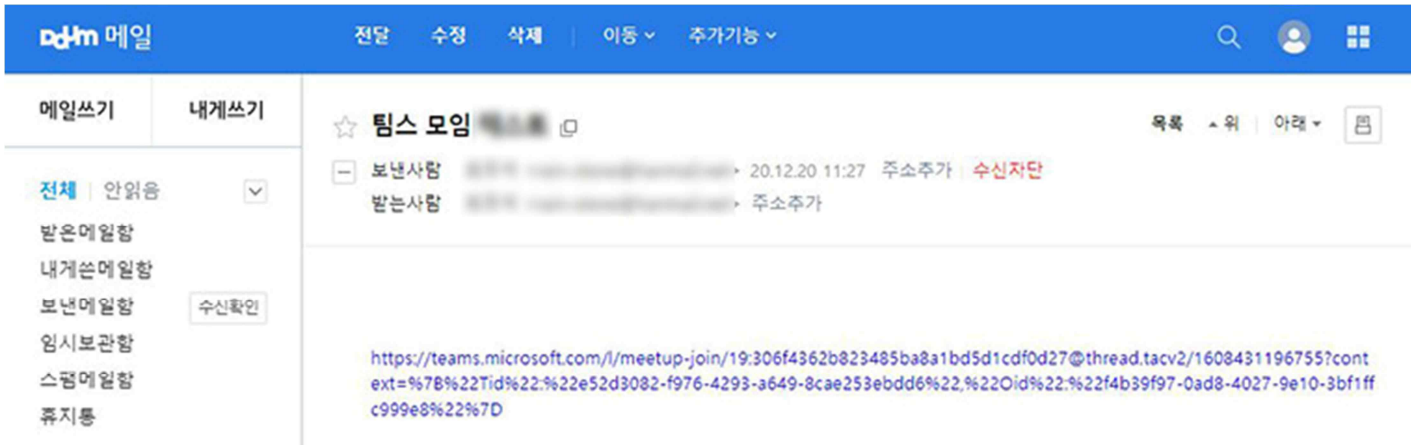 Daum 메일 전달 수정 삭제 이동 추가기능
메일쓰기 내게쓰기
전체 안읽음
받은메일함
내게쓴메일함
보낸메일함 수신확인
임시보관함
스팸메일함
휴지통
팀스 모임
목록 위 아래
보낸사람 20.12.20 11:27 주소추가 수신자단
받는사람 주소추가
https://teams.microsoft.com/l/meetup-join/19:306f4362b823485ba8a1bd5d1cdf0d27@thread.tacv2/1608431196755?cont
ext=%7B%22Tid%22:%22e52d3082-f976-4293-a649-8cae253ebdd6%22,%22Oid%22:%22f4b39f97-0ad8-4027-9e10-3bf1ff
c999e8%22%7D